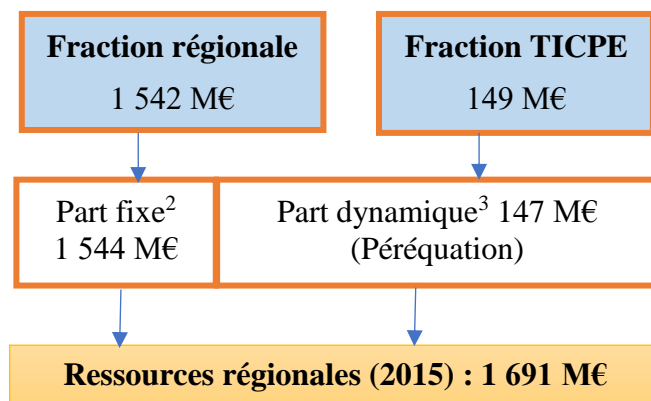 Fraction régionale
1 542 M€
Fraction TICPE
149 M€
Part fixe2
1 544 M€
Part dynamique3 147 M€
(Péréquation)
Ressources régionales (2015) : 1 691 M€